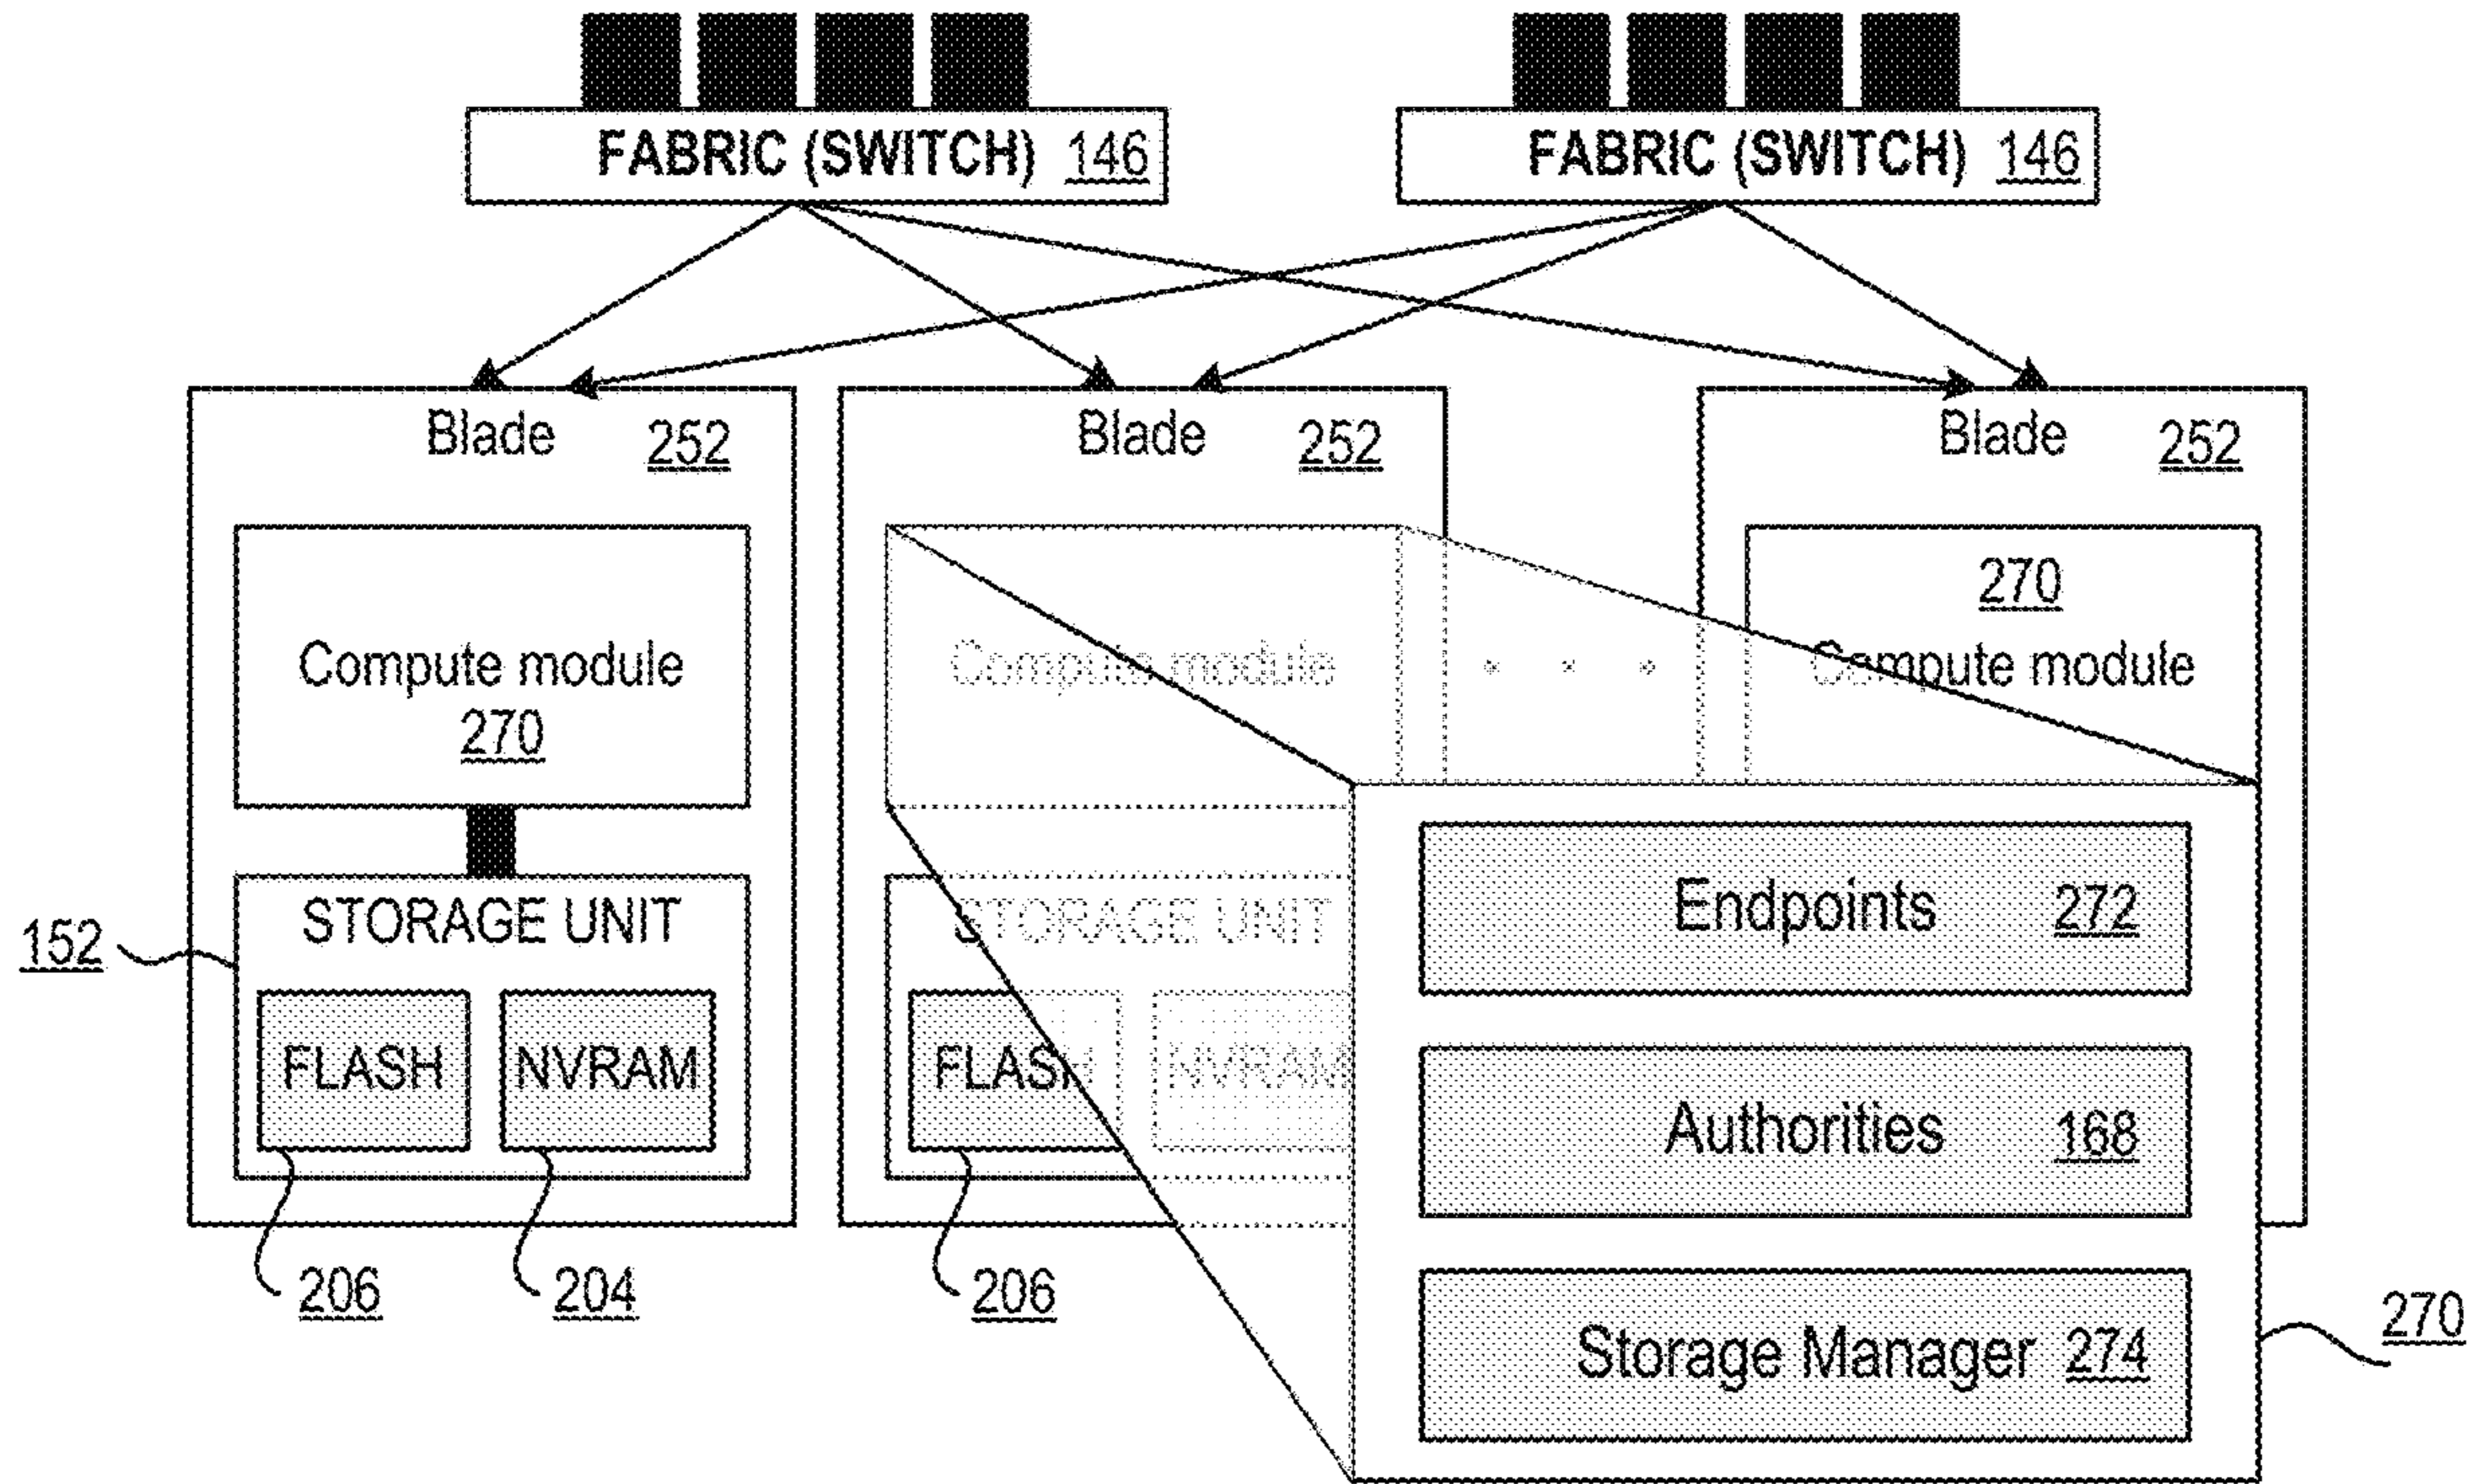 FABRIC (SWITCH) 146
FABRIC (SWITCH) 146
Blade 252
Compute module
270
STORAGE UNIT
152
FLASH
NVRAM
206
204
Blade 252
Compute module
STORAGE UNIT
FLASH
NVRAM
206
Blade 252
270
Compute module
Endpoints 272
Authorities 168
Storage Manager 274
270